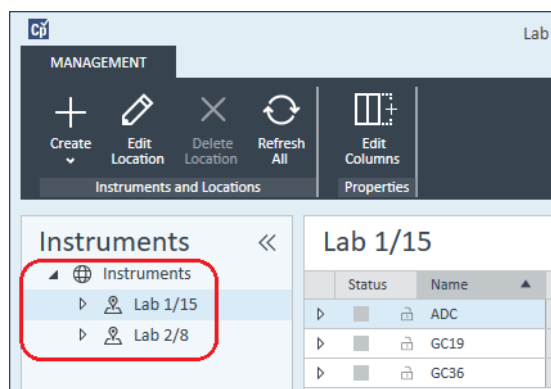 Cp
Lab
MANAGEMENT
Create
Edit
Location
Delete
Location
Refresh
All
Edit
Columns
Instruments and Locations
Properties
Instruments
Instruments
Lab 1/15
Lab 2/8
Lab 1/15
Status
Name
ADC
GC19
GC36